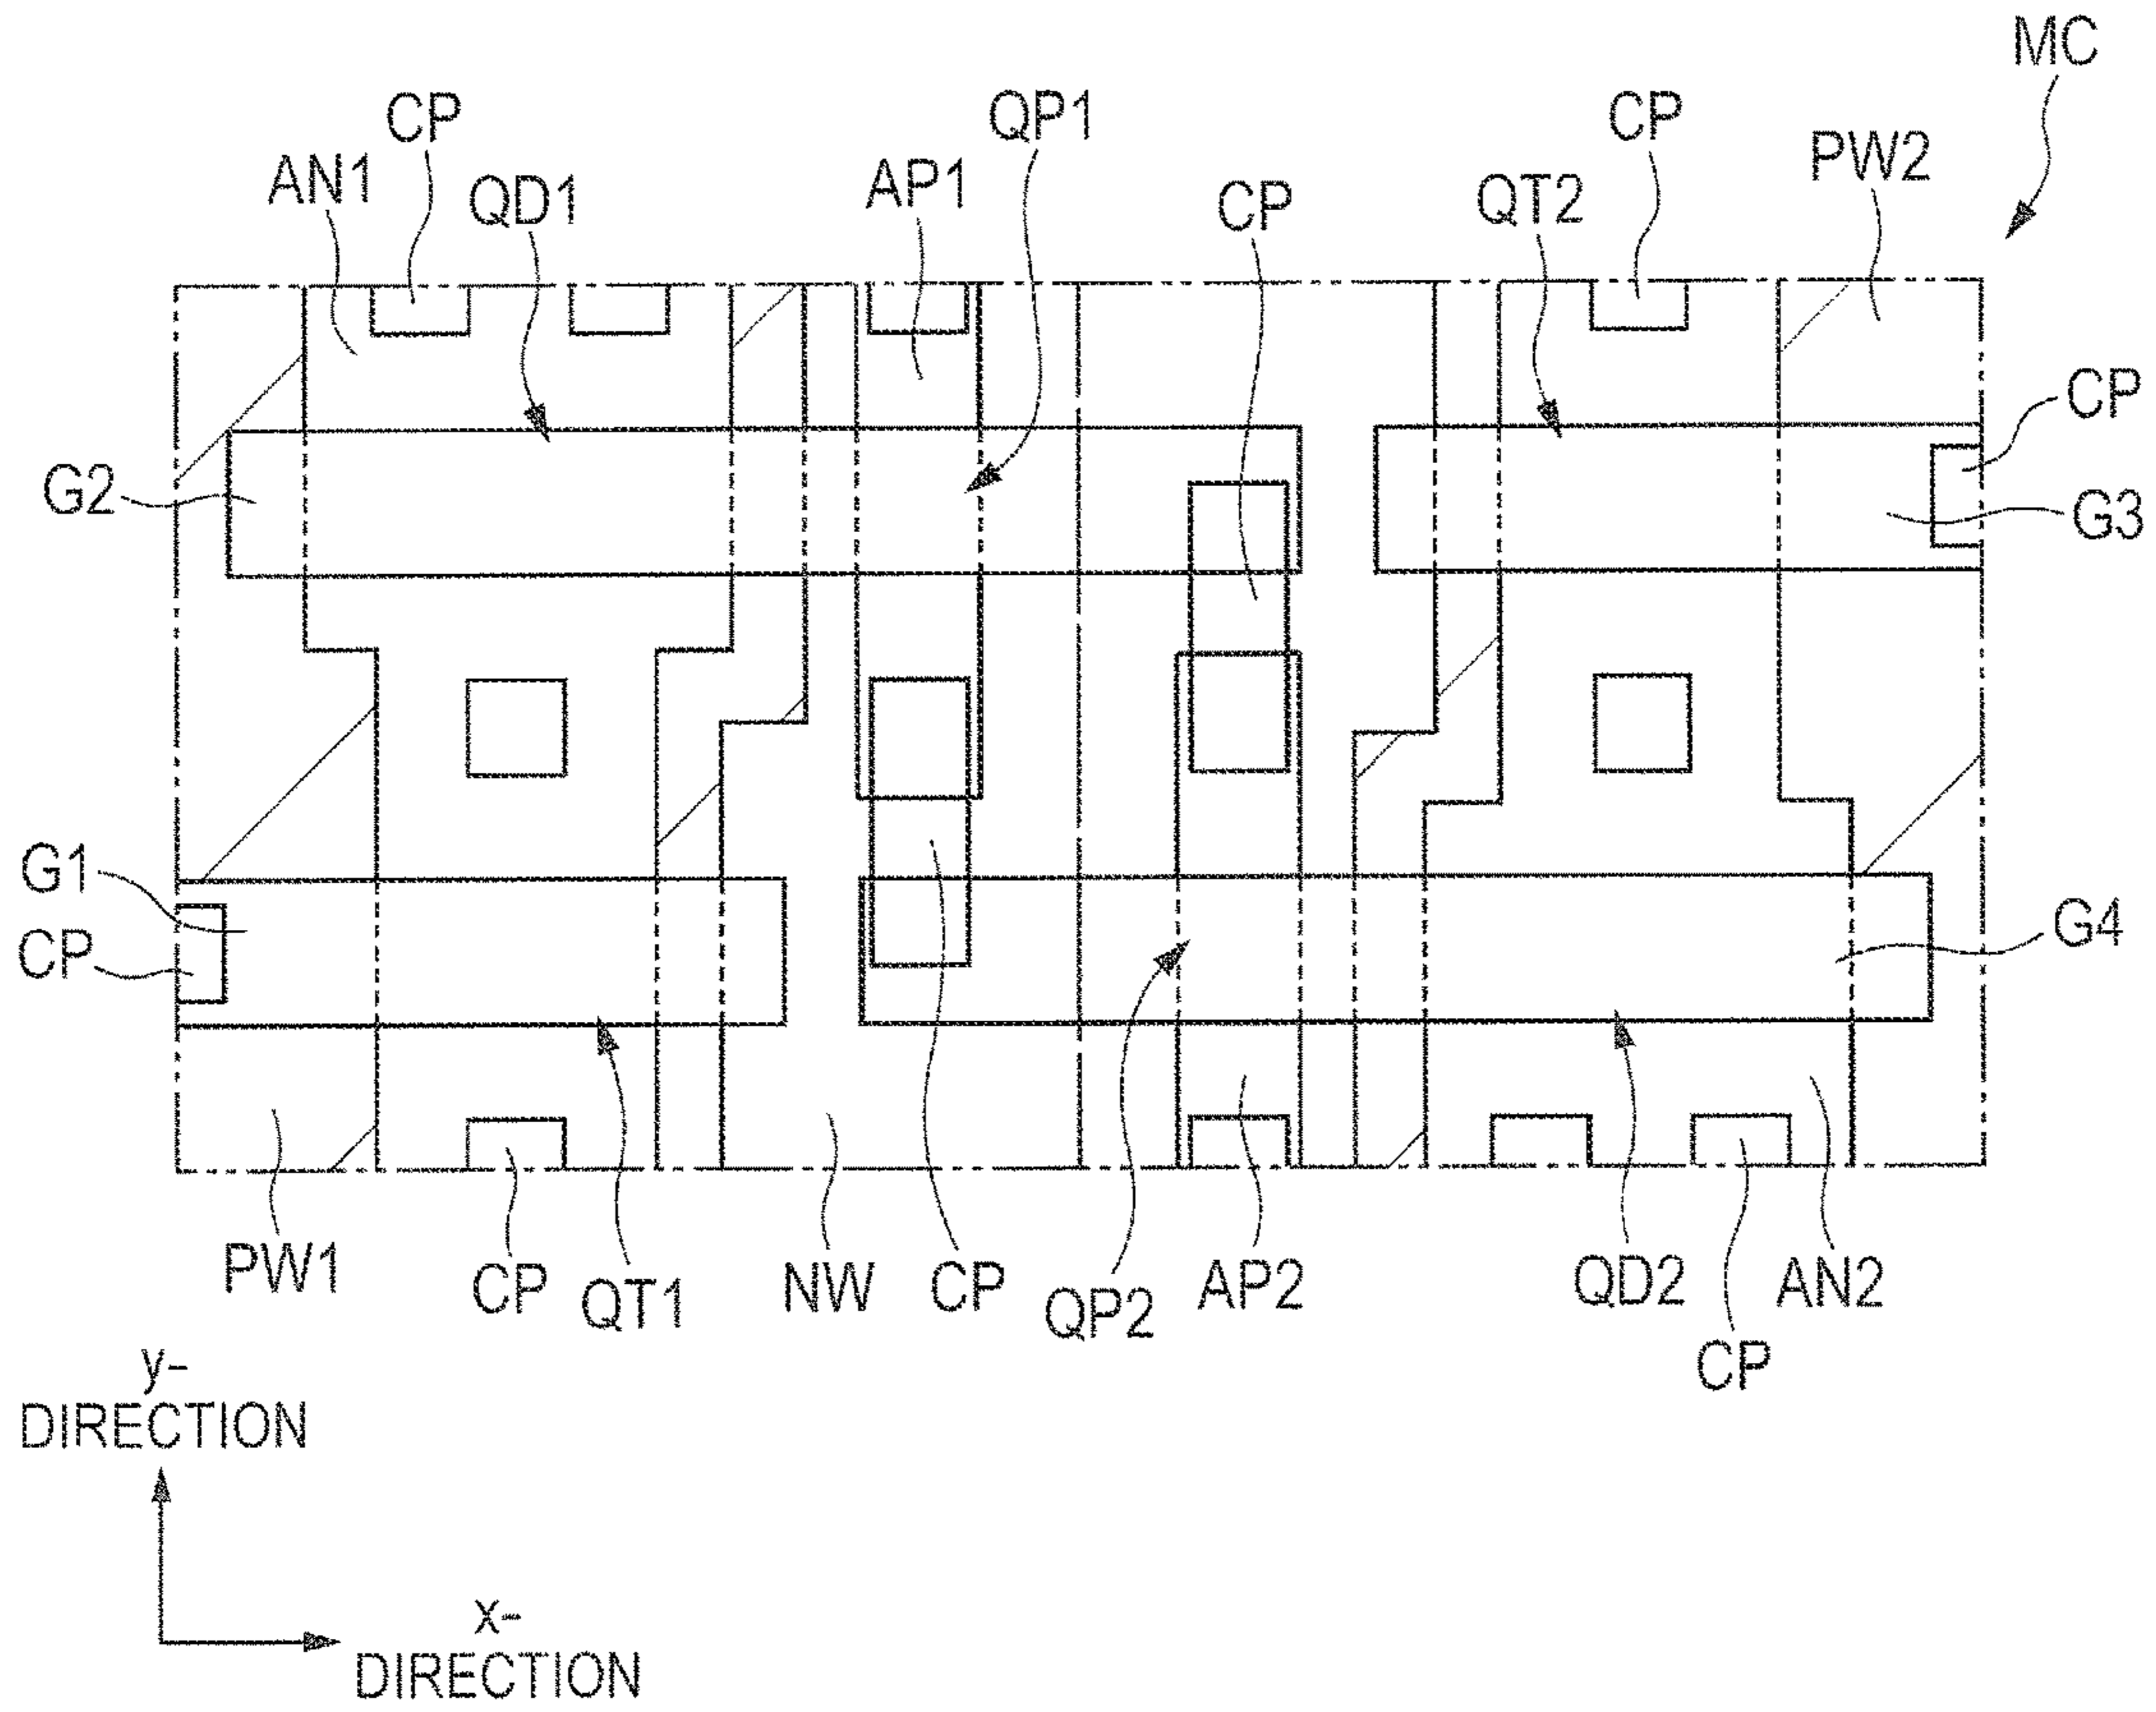 MC
CP
QP1
CP
PW2
AN1
QD1
AP1
CP
QT2
CP
G2
G3
G1
CP
G4
PW1
CP
QT1
NW
CP
QP2
AP2
QD2
AN2
CP
y-
DIRECTION
x-
DIRECTION